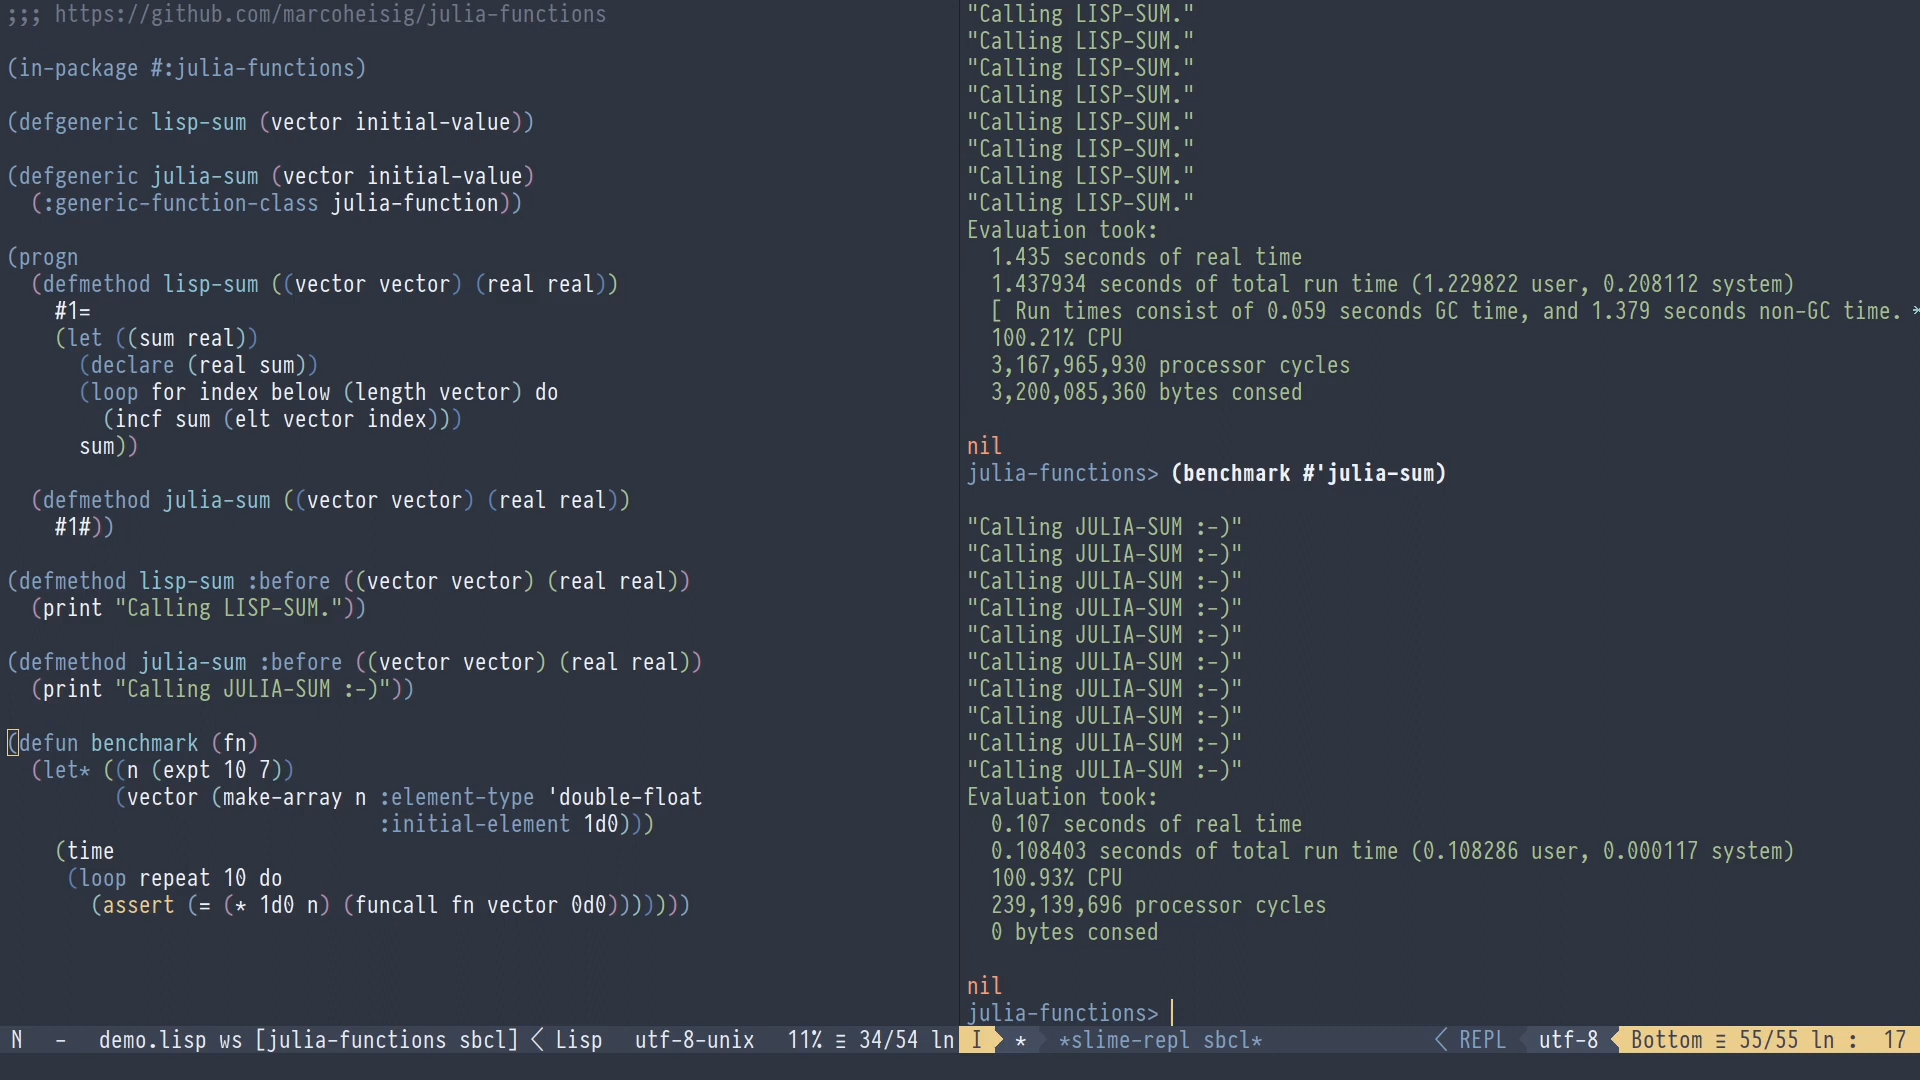 ;;; https://github.com/marcoheisig/julia-functions
(in-package #:julia-functions)
(defgeneric lisp-sum (vector initial-value))
(defgeneric julia-sum (vector initial-value)
  (:generic-function-class julia-function))
(progn
  (defmethod lisp-sum ((vector vector) (real real))
    #1=
    (let ((sum real))
      (declare (real sum))
      (loop for index below (length vector) do
        (incf sum (elt vector index)))
      sum))
  (defmethod julia-sum ((vector vector) (real real))
    #1#))
(defmethod lisp-sum :before ((vector vector) (real real))
  (print "Calling LISP-SUM."))
(defmethod julia-sum :before ((vector vector) (real real))
  (print "Calling JULIA-SUM :-)"))
(defun benchmark (fn)
  (let* ((n (expt 10 7))
         (vector (make-array n :element-type 'double-float
                               :initial-element 1d0)))
    (time
     (loop repeat 10 do
       (assert (= (* 1d0 n) (funcall fn vector 0d0)))))))
N - demo.lisp ws [julia-functions sbcl] < Lisp utf-8-unix 11% ≡ 34/54 ln
"Calling LISP-SUM."
"Calling LISP-SUM."
"Calling LISP-SUM."
"Calling LISP-SUM."
"Calling LISP-SUM."
"Calling LISP-SUM."
"Calling LISP-SUM."
"Calling LISP-SUM."
Evaluation took:
  1.435 seconds of real time
  1.437934 seconds of total run time (1.229822 user, 0.208112 system)
  [ Run times consist of 0.059 seconds GC time, and 1.379 seconds non-GC time.
  100.21% CPU
  3,167,965,930 processor cycles
  3,200,085,360 bytes consed
nil
julia-functions> (benchmark #'julia-sum)
"Calling JULIA-SUM :-)"
"Calling JULIA-SUM :-)"
"Calling JULIA-SUM :-)"
"Calling JULIA-SUM :-)"
"Calling JULIA-SUM :-)"
"Calling JULIA-SUM :-)"
"Calling JULIA-SUM :-)"
"Calling JULIA-SUM :-)"
"Calling JULIA-SUM :-)"
"Calling JULIA-SUM :-)"
Evaluation took:
  0.107 seconds of real time
  0.108403 seconds of total run time (0.108286 user, 0.000117 system)
  100.93% CPU
  239,139,696 processor cycles
  0 bytes consed
nil
julia-functions>
I * *slime-repl sbcl* < REPL utf-8 Bottom ≡ 55/55 ln : 17